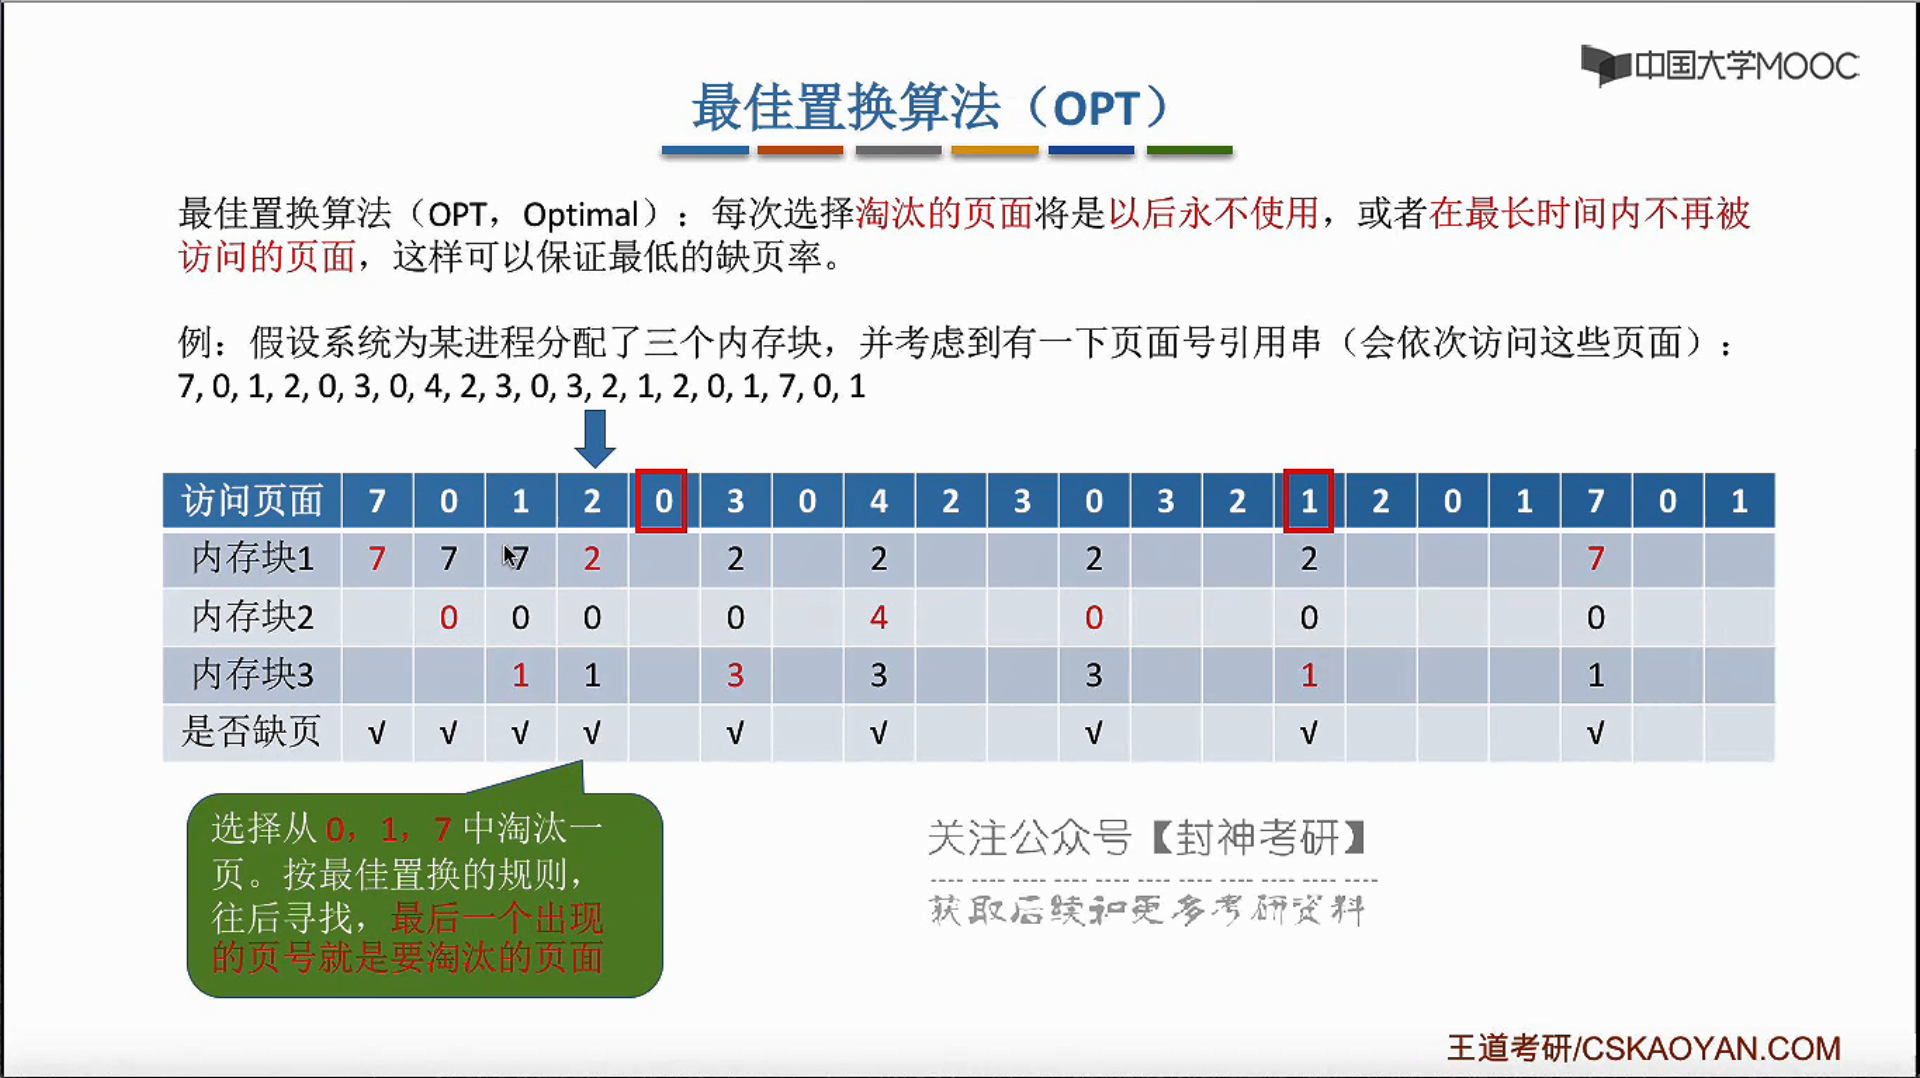 中国大学MOOC
最佳置换算法（OPT）
最佳置换算法（OPT，Optimal）：每次选择淘汰的页面将是以后永不使用，或者在最长时间内不再被
访问的页面，这样可以保证最低的缺页率。
例：假设系统为某进程分配了三个内存块，并考虑到有一下页面号引用串（会依次访问这些页面）：
7, 0, 1, 2, 0, 3, 0, 4, 2, 3, 0, 3, 2, 1, 2, 0, 1, 7, 0, 1
访问页面 7 0 1 2 0 3 0 4 2 3 0 3 2 1 2 0 1 7 0 1
内存块1 7 7 7 2 2 2 2 2 7
内存块2 0 0 0 0 4 0 0 0
内存块3 1 1 3 3 3 1 1
是否缺页 √ √ √ √ √ √ √ √ √
选择从 0，1，7 中淘汰一
页。按最佳置换的规则，
往后寻找，最后一个出现
的页号就是要淘汰的页面
关注公众号【封神考研】
获取后续和更多考研资料
王道考研/CSKAOYAN.COM